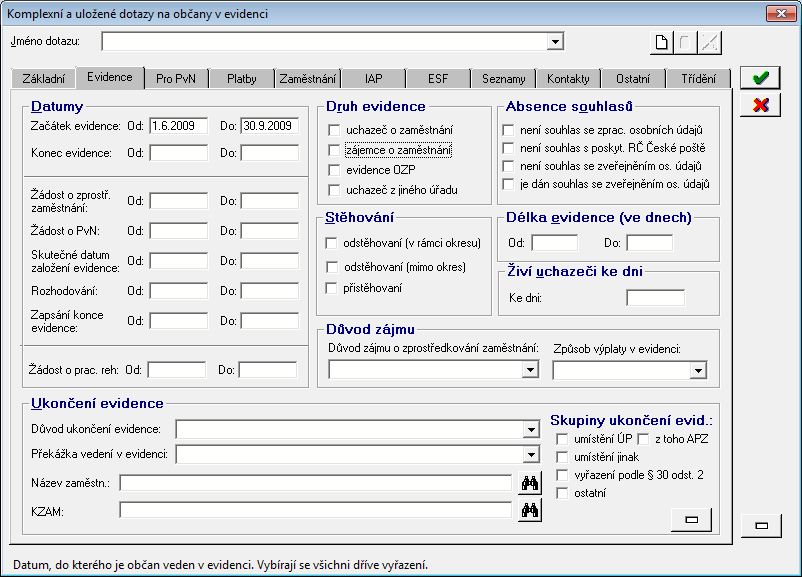 Komplexní a uložené dotazy na občany v evidenci
Jméno dotazu:
Základní Evidence Pro PvN Platby Zaměstnání IAP ESF Seznamy Kontakty Ostatní Třídění
Datumy
Začátek evidence: Od: 1.6.2009 Do: 30.9.2009
Konec evidence: Od: Do:
Žádost o zprostř.
zaměstnání: Od: Do:
Žádost o PvN: Od: Do:
Skutečné datum
založení evidence: Od: Do:
Rozhodování: Od: Do:
Zapsání konce
evidence: Od: Do:
Žádost o prac. reh: Od: Do:
Druh evidence
uchazeč o zaměstnání
zájemce o zaměstnání
evidence OZP
uchazeč z jiného úřadu
Stěhování
odstěhovaní (v rámci okresu)
odstěhovaní (mimo okres)
přistěhovaní
Absence souhlasů
není souhlas se zprac. osobních údajů
není souhlas s poskyt. RČ České poště
není souhlas se zveřejněním os. údajů
je dán souhlas se zveřejněním os. údajů
Délka evidence (ve dnech)
Od: Do:
Živí uchazeči ke dni
Ke dni:
Důvod zájmu
Důvod zájmu o zprostředkování zaměstnání: Způsob výplaty v evidenci:
Ukončení evidence
Důvod ukončení evidence:
Překážka vedení v evidenci:
Název zaměstn.:
KZAM:
Skupiny ukončení evid.:
umístění ÚP z toho APZ
umístění jinak
vyřazení podle § 30 odst. 2
ostatní
Datum, do kterého je občan veden v evidenci. Vybírají se všichni dříve vyřazení.